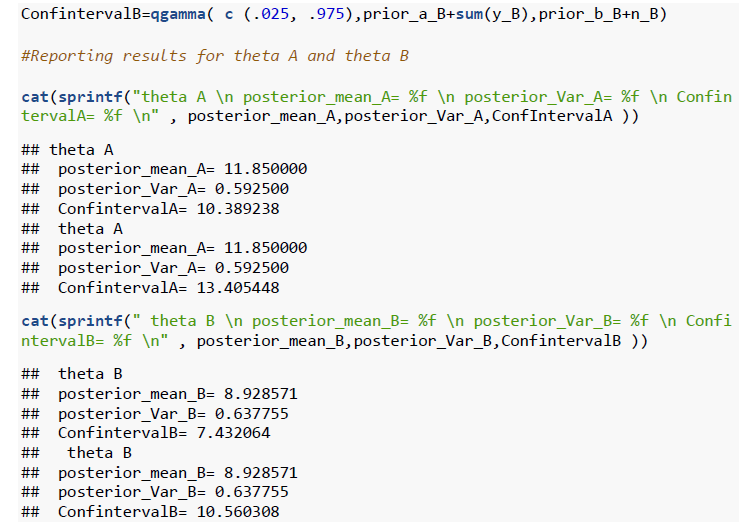 ConfintervalB=qgamma( c (.025, .975),prior_a_B+sum(y_B),prior_b_B+n_B)
#Reporting results for theta A and theta B
cat(sprintf("theta A \n posterior_mean_A= %f \n posterior_Var_A= %f \n Confin
tervalA= %f \n" , posterior_mean_A,posterior_Var_A,ConfIntervalA ))
## theta A
##  posterior_mean_A= 11.850000
##  posterior_Var_A= 0.592500
##  ConfintervalA= 10.389238
##  theta A
##  posterior_mean_A= 11.850000
##  posterior_Var_A= 0.592500
##  ConfintervalA= 13.405448
cat(sprintf(" theta B \n posterior_mean_B= %f \n posterior_Var_B= %f \n Confi
ntervalB= %f \n" , posterior_mean_B,posterior_Var_B,ConfintervalB ))
##  theta B
##  posterior_mean_B= 8.928571
##  posterior_Var_B= 0.637755
##  ConfintervalB= 7.432064
##   theta B
##  posterior_mean_B= 8.928571
##  posterior_Var_B= 0.637755
##  ConfintervalB= 10.560308